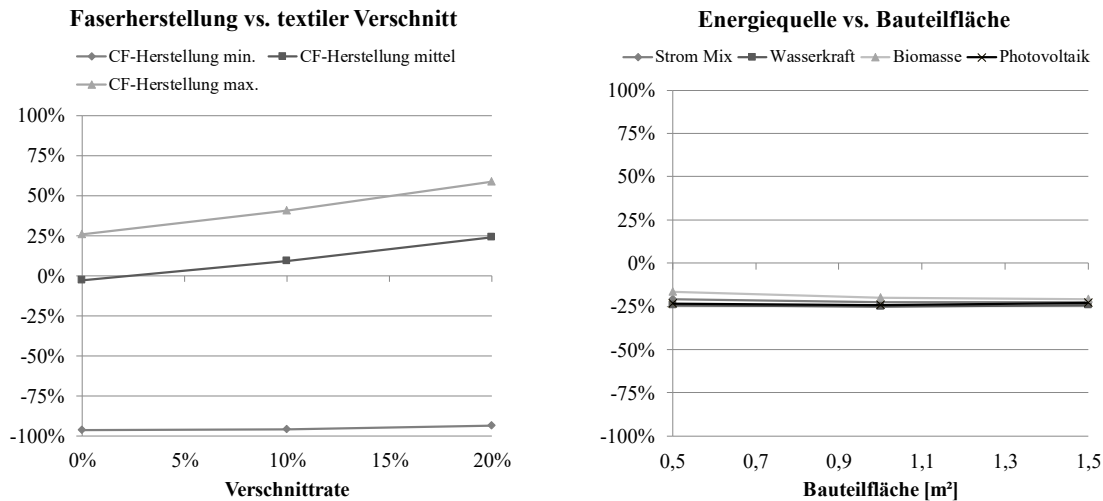 Faserherstellung vs. textiler Verschnitt
CF-Herstellung min.
CF-Herstellung mittel
CF-Herstellung max.
100%
75%
50%
25%
0%
-25%
-50%
-75%
-100%
0%
5%
10%
15%
20%
Verschnittrate
Energiequelle vs. Bauteilfläche
Strom Mix
Wasserkraft
Biomasse
Photovoltaik
100%
75%
50%
25%
0%
-25%
-50%
-75%
-100%
0,5
0,7
0,9
1,1
1,3
1,5
Bauteilfläche [m²]